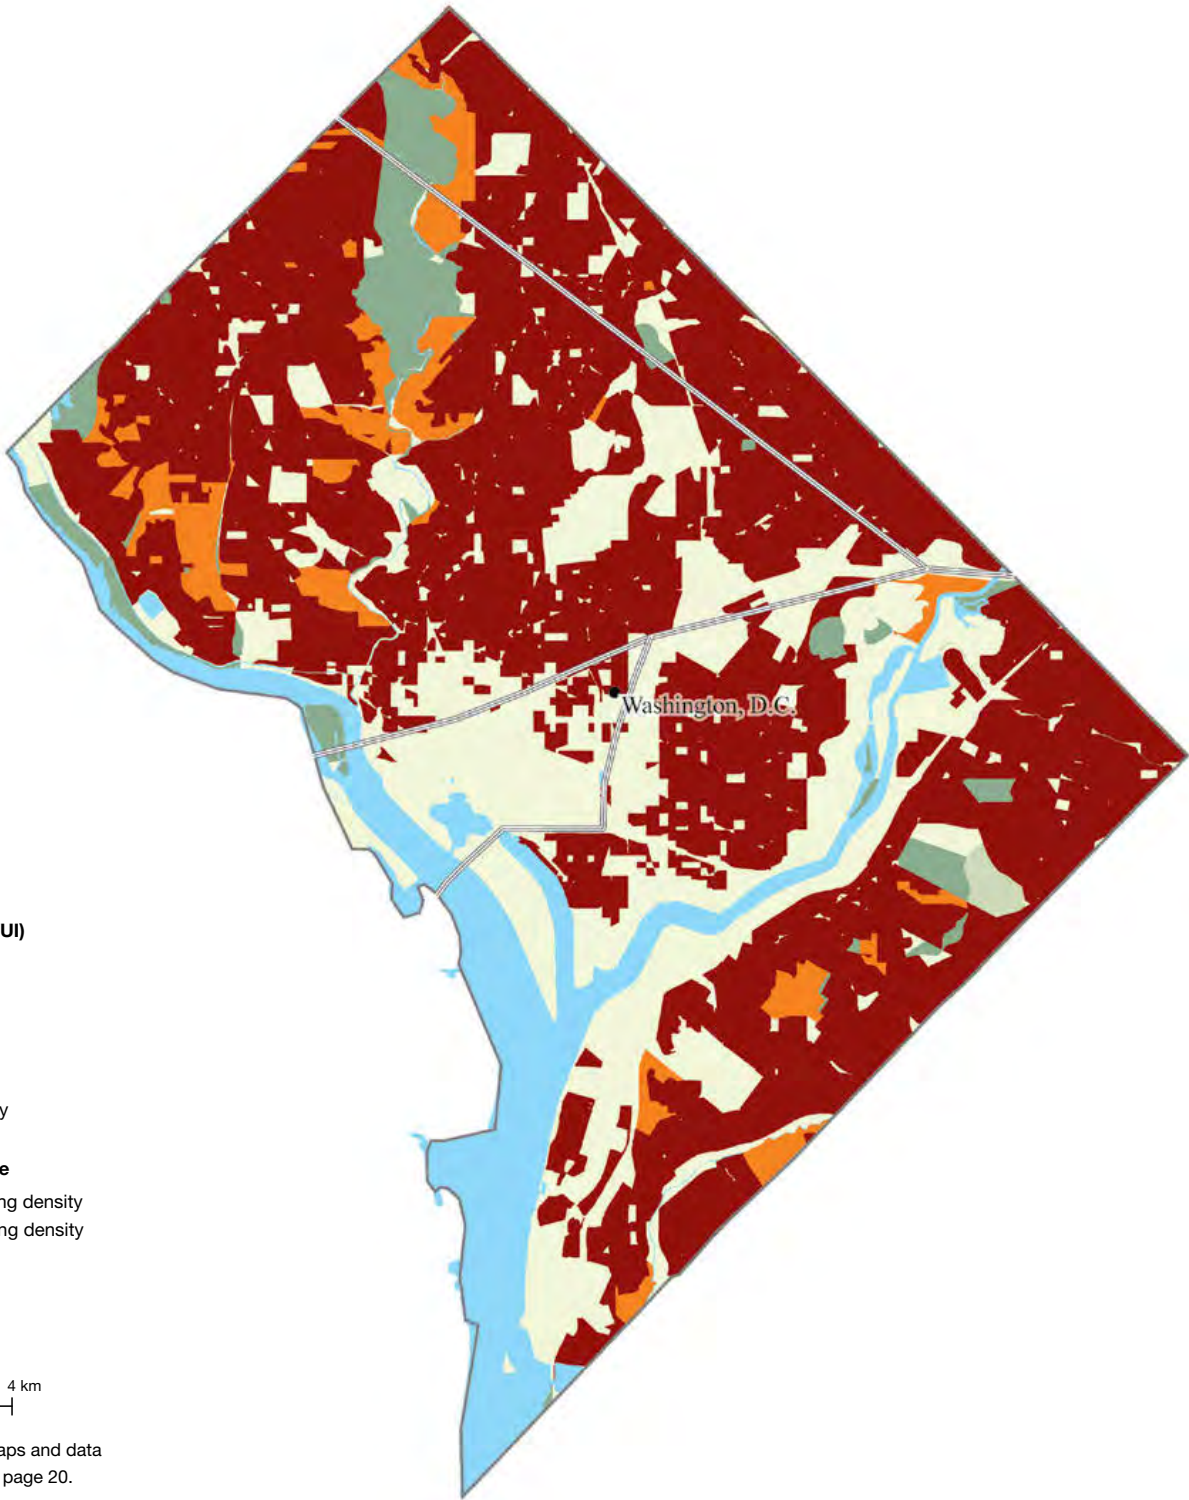 Washington, D.C.
UI)
y
e
ng density
ng density
4 km
aps and data
page 20.